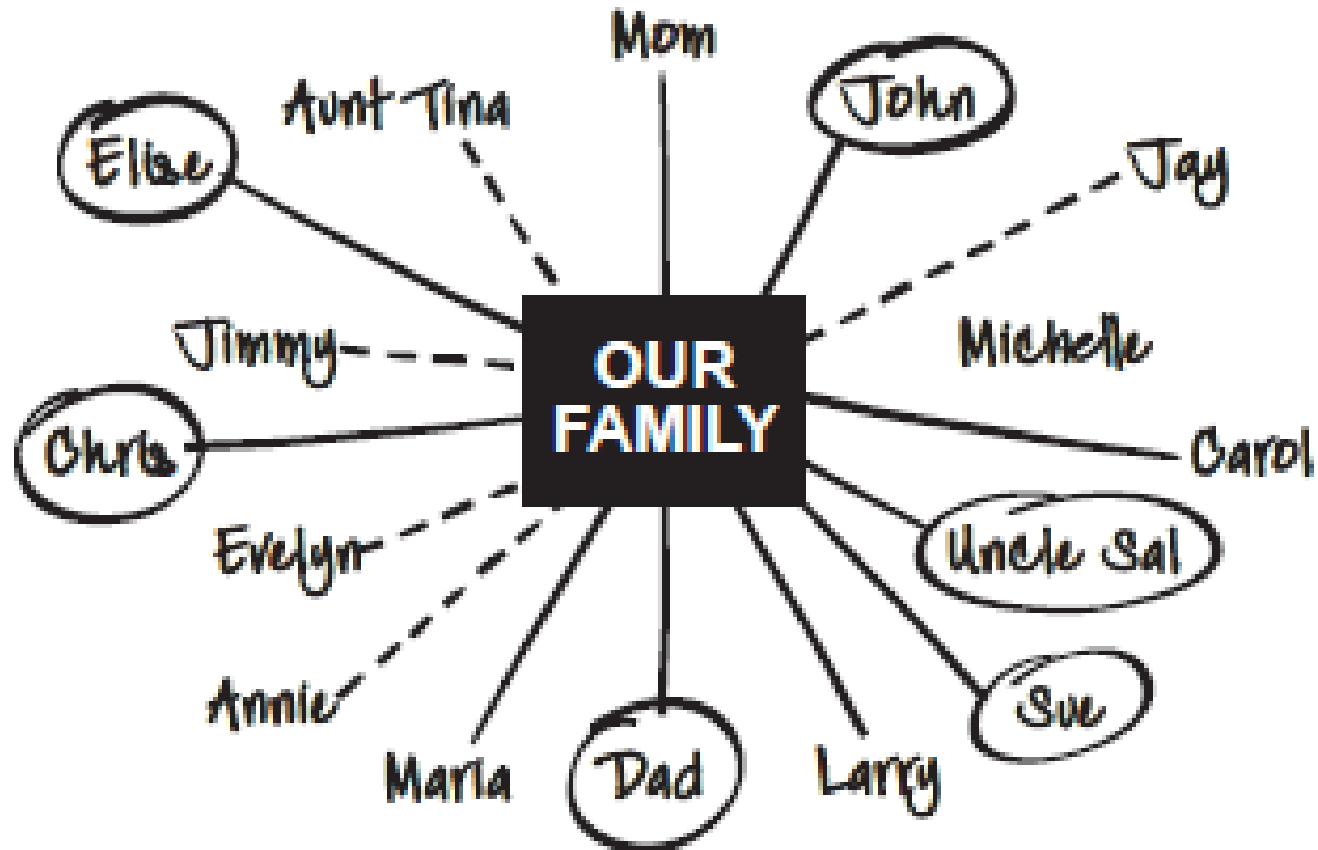 Mom
Aunt Tina
John
Elise
Jay
Jimmy
OUR
FAMILY
Michelle
Chris
Carol
Evelyn
Uncle Sal
Annie
Sue
Maria
Dad
Larry